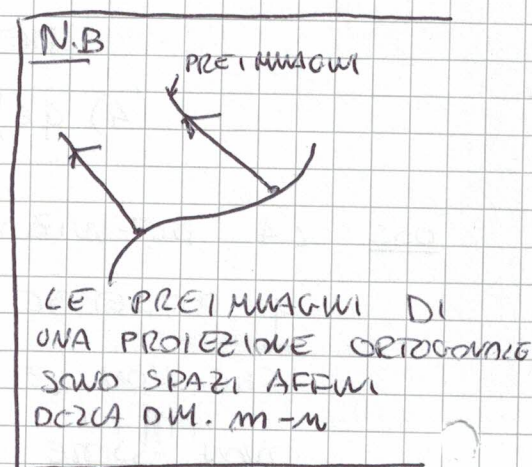 N.B
PREIMMAGINI
LE PREIMMAGINI DI
UNA PROIEZIONE ORTOGONALE
SONO SPAZI AFFINI
DELLA DIM. m-n